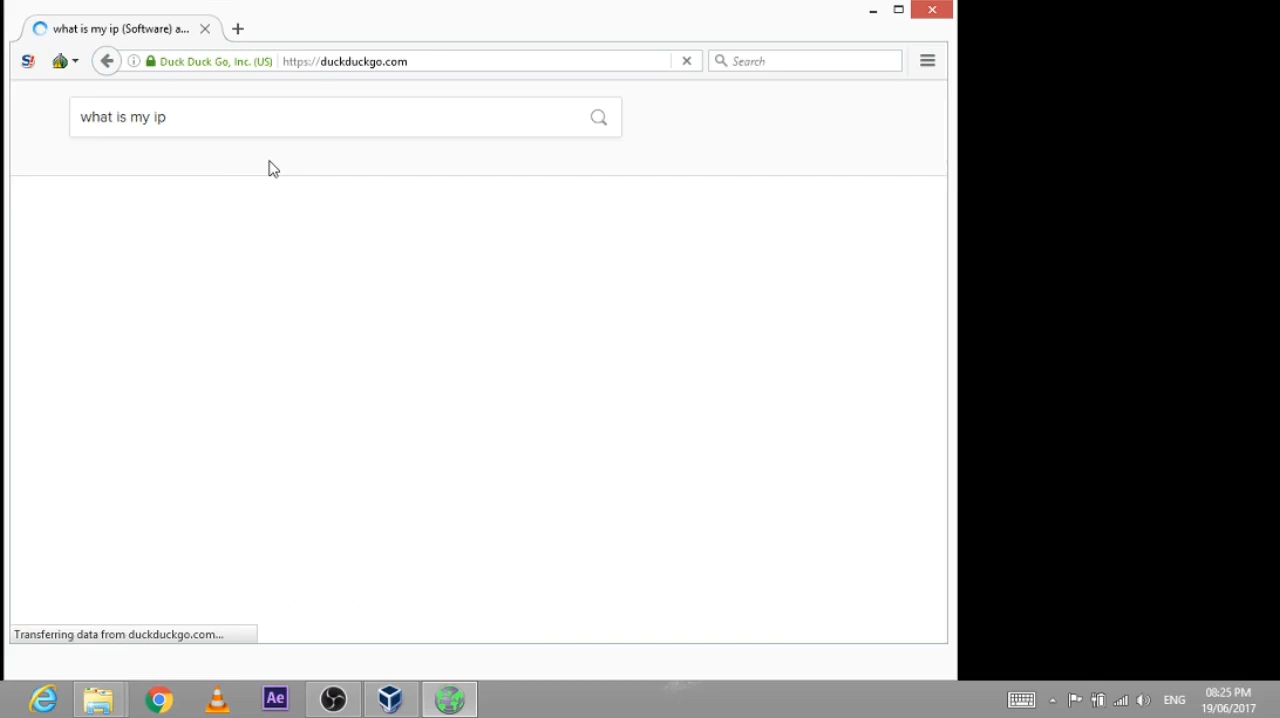 what is my ip (Software) a...
Duck Duck Go, Inc. (US)
https://duckduckgo.com
Search
what is my ip
Transferring data from duckduckgo.com...
Ae
ENG
08:25 PM
19/06/2017